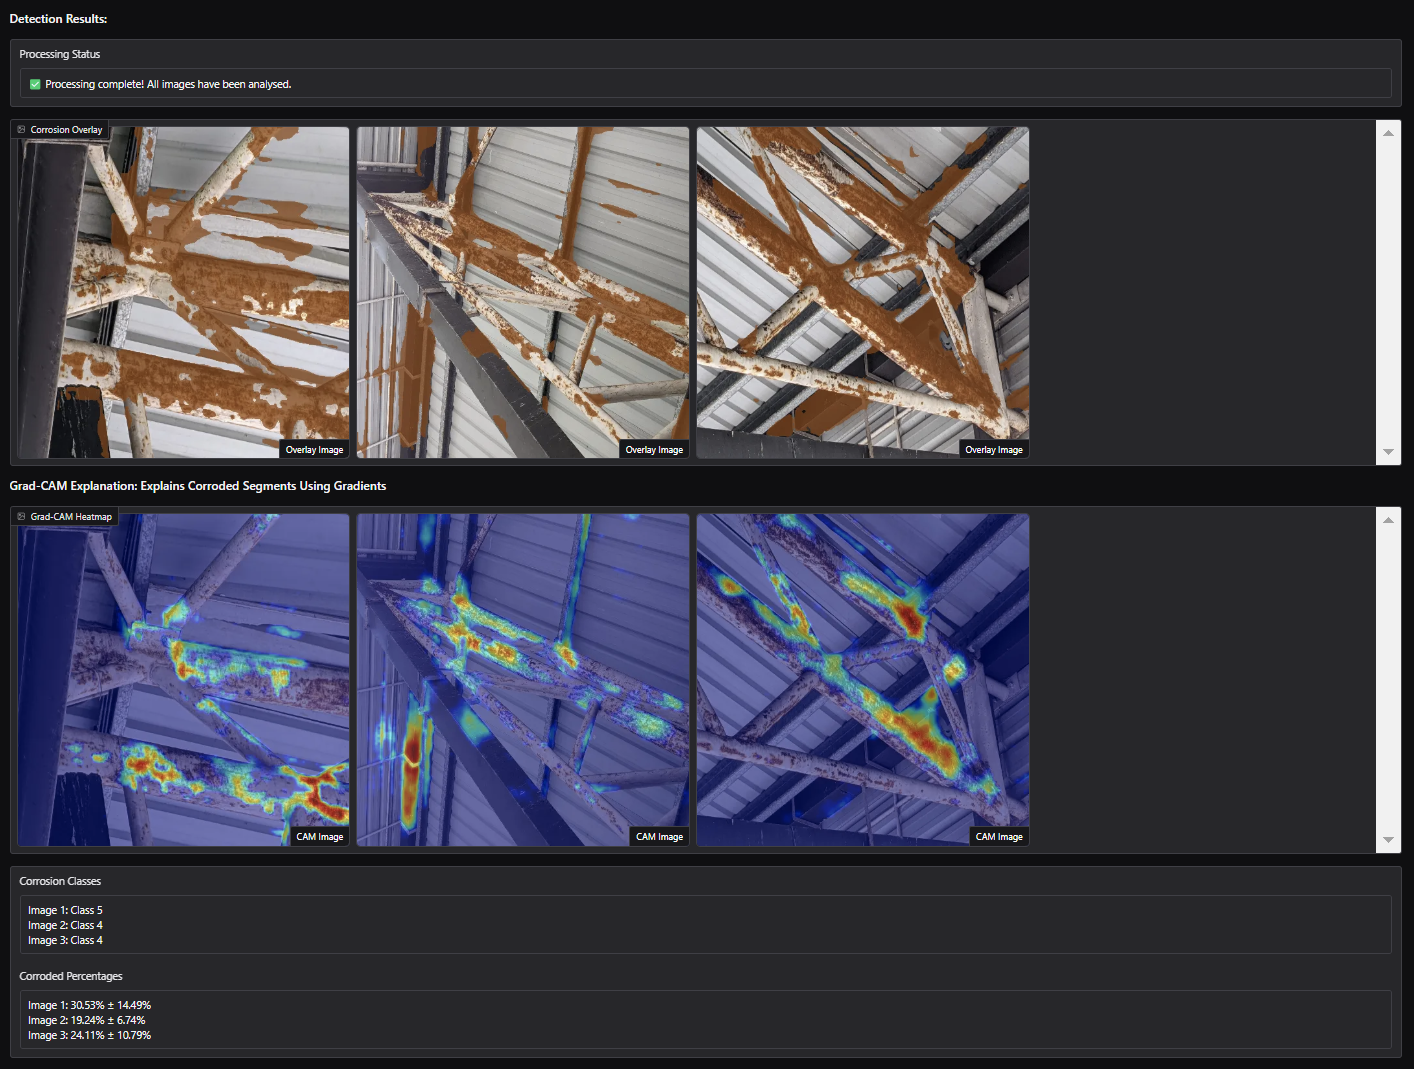 Detection Results:
Processing Status
✅ Processing complete! All images have been analysed.
Corrosion Overlay
Overlay Image
Overlay Image
Overlay Image
Grad-CAM Explanation: Explains Corroded Segments Using Gradients
Grad-CAM Heatmap
CAM Image
CAM Image
CAM Image
Corrosion Classes
Image 1: Class 5
Image 2: Class 4
Image 3: Class 4
Corroded Percentages
Image 1: 30.53% ± 14.49%
Image 2: 19.24% ± 6.74%
Image 3: 24.11% ± 10.79%